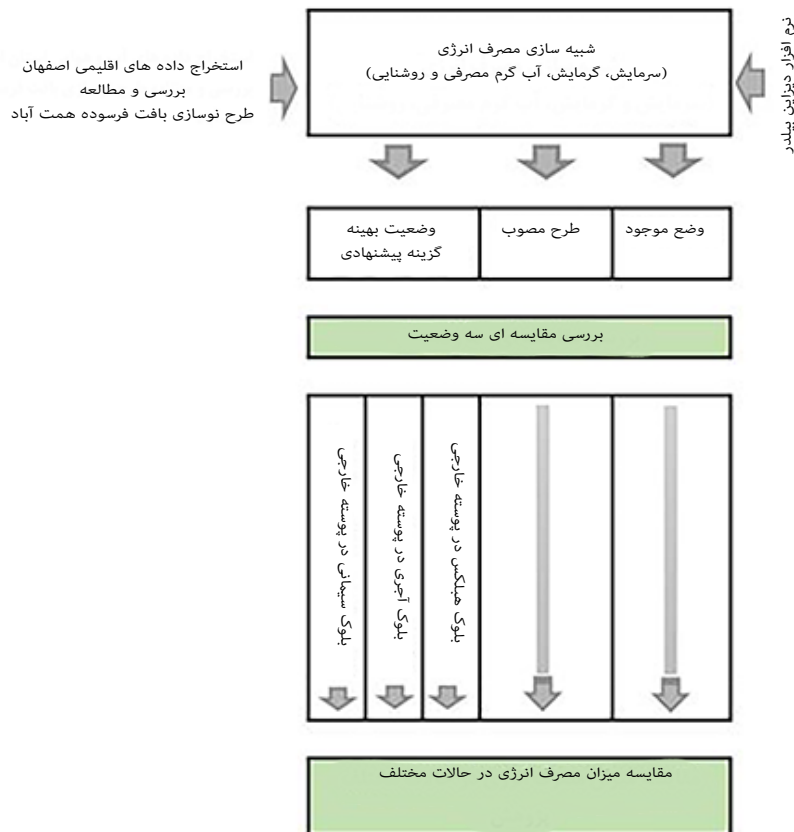 نرم افزار دیزاین بیلدر
شبیه سازی مصرف انرژی
(سرمایش، گرمایش، آب گرم مصرفی و روشنایی)
استخراج داده های اقلیمی اصفهان
بررسی و مطالعه
طرح نوسازی بافت فرسوده همت آباد
وضع موجود
طرح مصوب
وضعیت بهینه
گزینه پیشنهادی
بررسی مقایسه ای سه وضعیت
بلوک هبلکس در پوسته خارجی
بلوک آجری در پوسته خارجی
بلوک سیمانی در پوسته خارجی
مقایسه میزان مصرف انرژی در حالات مختلف